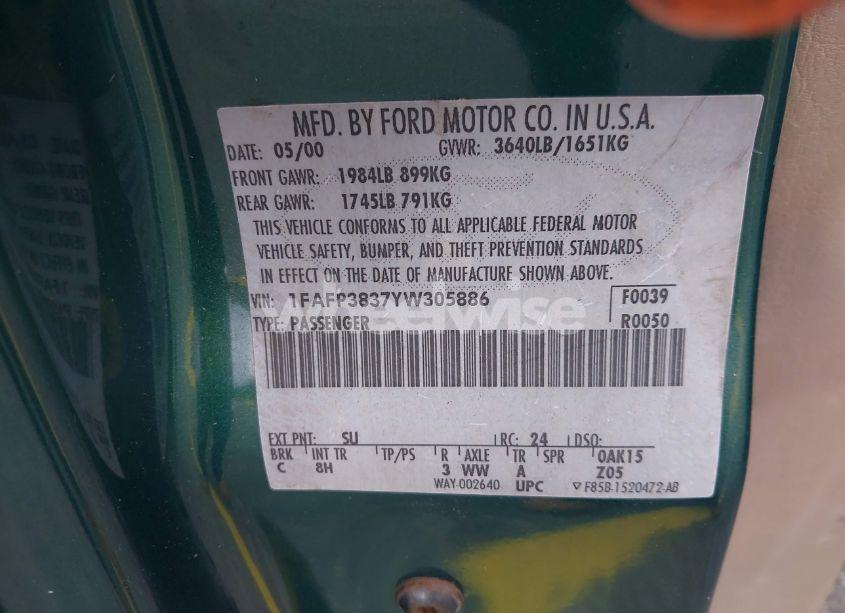 MFD. BY FORD MOTOR CO. IN U.S.A.
DATE: 05/00 GVWR: 3640LB/1651KG
FRONT GAWR: 1984LB 899KG
REAR GAWR: 1745LB 791KG
THIS VEHICLE CONFORMS TO ALL APPLICABLE FEDERAL MOTOR
VEHICLE SAFETY, BUMPER, AND THEFT PREVENTION STANDARDS
IN EFFECT ON THE DATE OF MANUFACTURE SHOWN ABOVE.
VIN: 1FAFP3837YW305886 F0039
TYPE: PASSENGER R0050
Wheelwise
EXT PNT: SU RC: 24 DSO:
BRK INT TR TP/PS R AXLE TR SPR 0AK15
C 8H 3 WW A Z05
WAY-002640 UPC ▽ F85B-1520472-AB